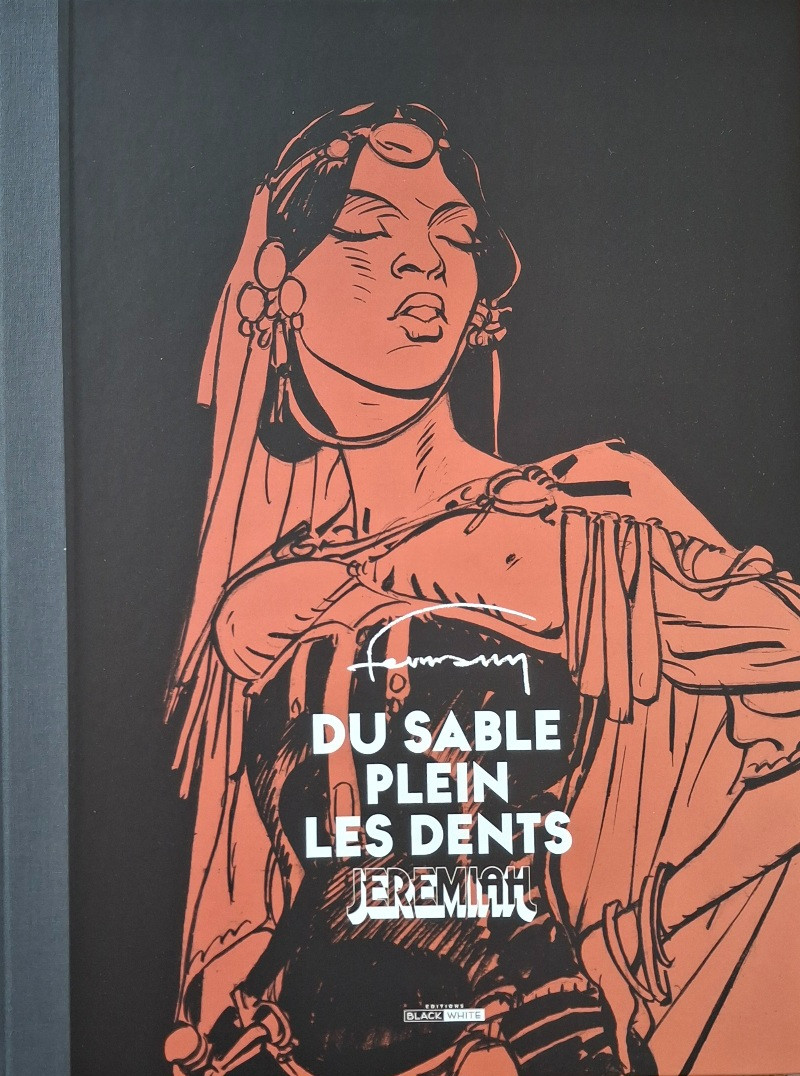 Hermann
DU SABLE
PLEIN
LES DENTS
JEREMIAH
EDITIONS
BLACK WHITE